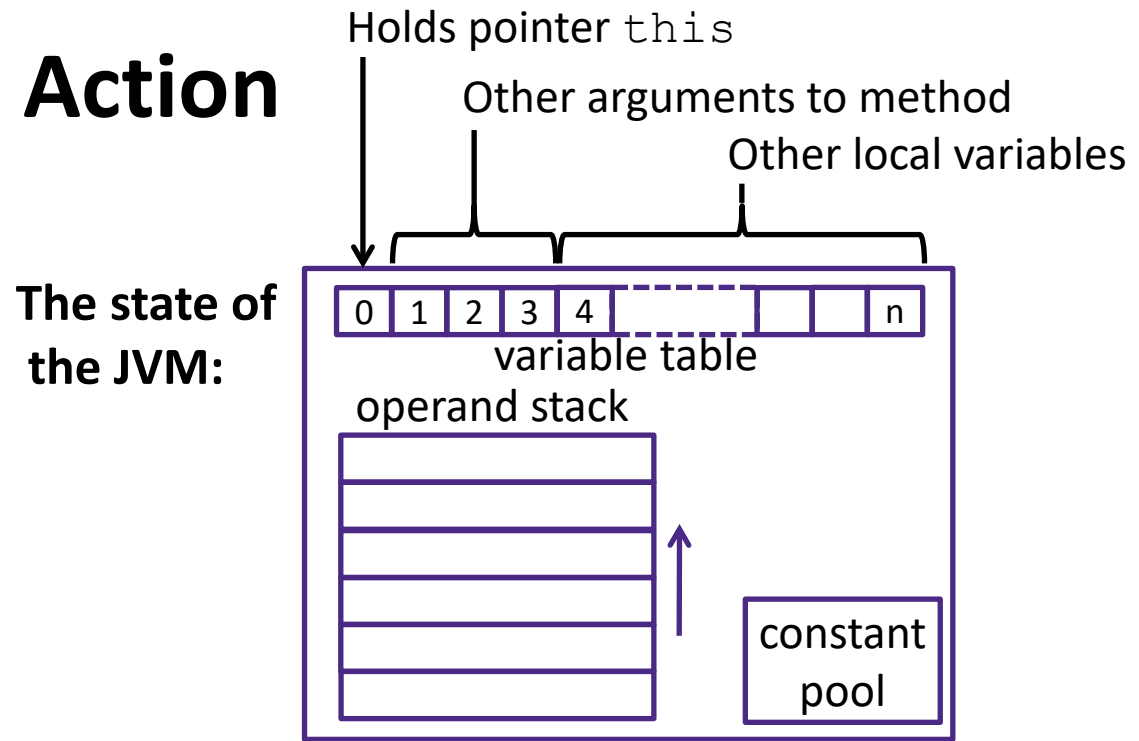 Holds pointer this
Action
Other arguments to method
Other local variables
The state of
the JVM:
0 1 2 3 4 n
variable table
operand stack
constant
pool